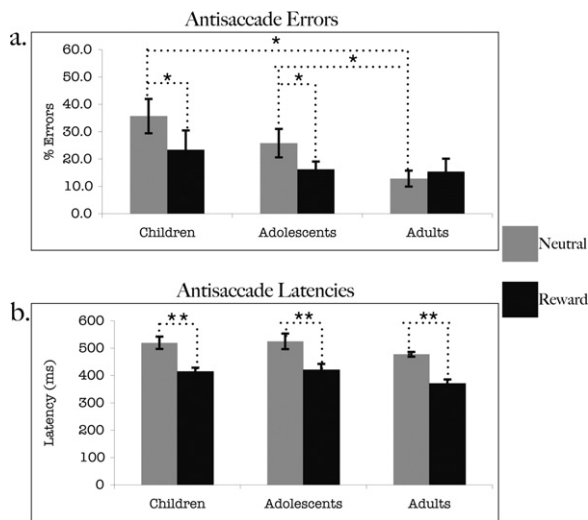 Antisaccade Errors
a.
60.0
50.0
40.0
30.0
20.0
10.0
0.0
% Errors
*
*
*
*
Children Adolescents Adults
Neutral
Reward
Antisaccade Latencies
b.
600
500
400
300
200
100
0
Latency (ms)
** ** **
Children Adolescents Adults